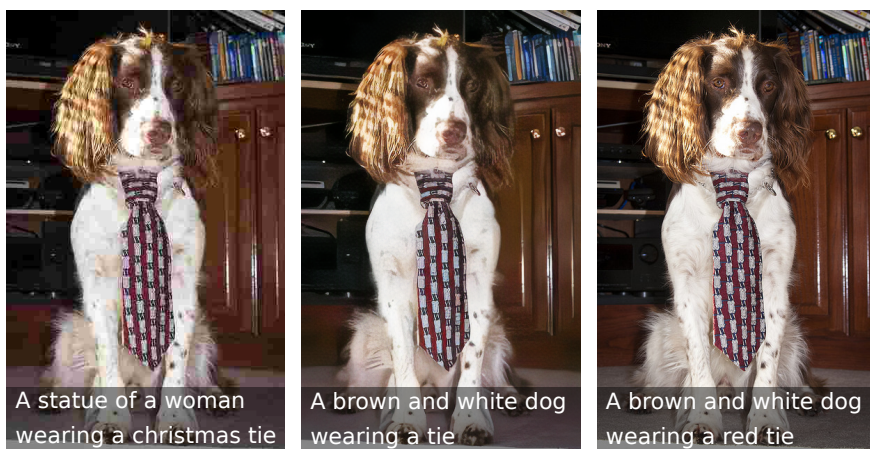 A statue of a woman
wearing a christmas tie
A brown and white dog
wearing a tie
A brown and white dog
wearing a red tie